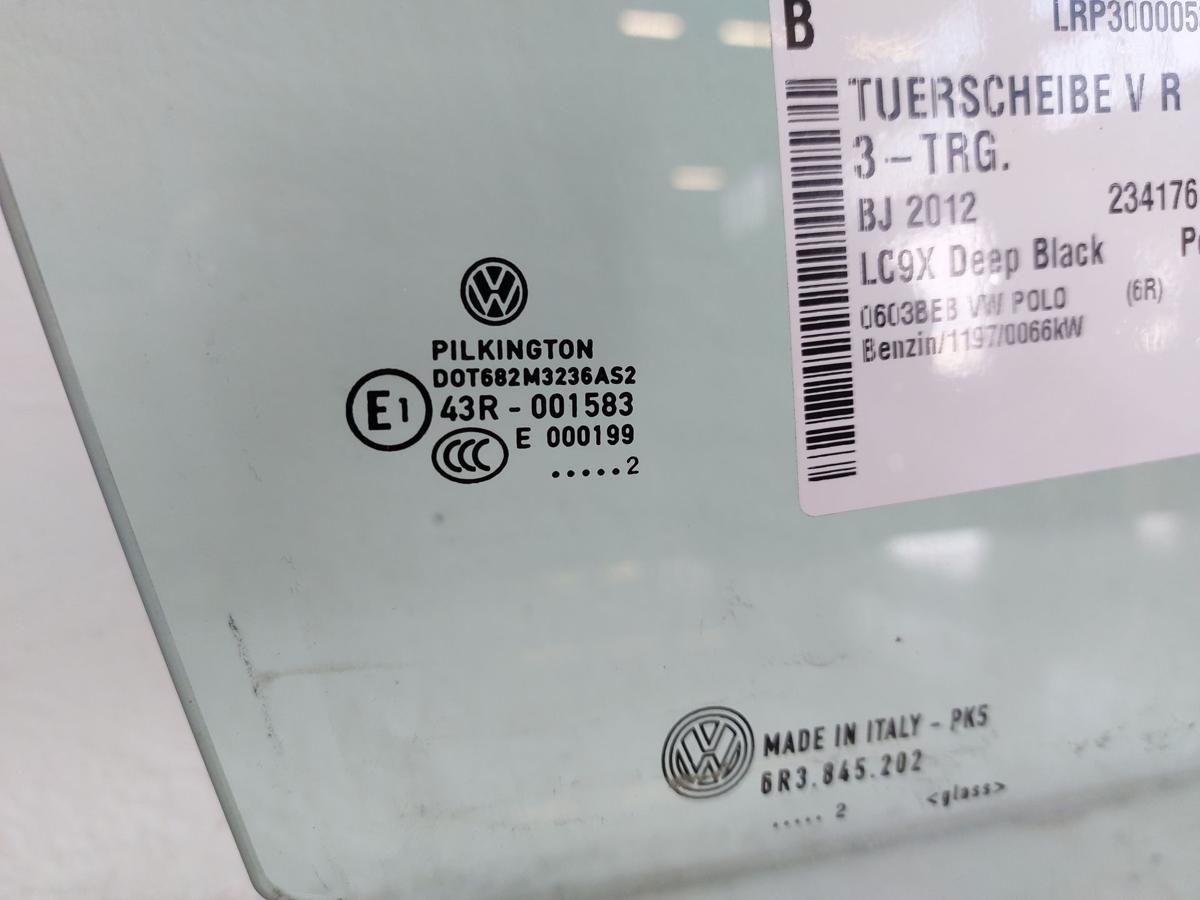 B
LRP300005
TUERSCHEIBE V R
3-TRG.
BJ 2012
234176
LC9X Deep Black
0603BEB VW POLO
(6R)
Benzin/1197/0066kW
PILKINGTON
DOT682M3236AS2
E1
43R - 001583
CCC
E 000199
.....2
MADE IN ITALY - PK5
6R3.845.202
..... 2
<glass>